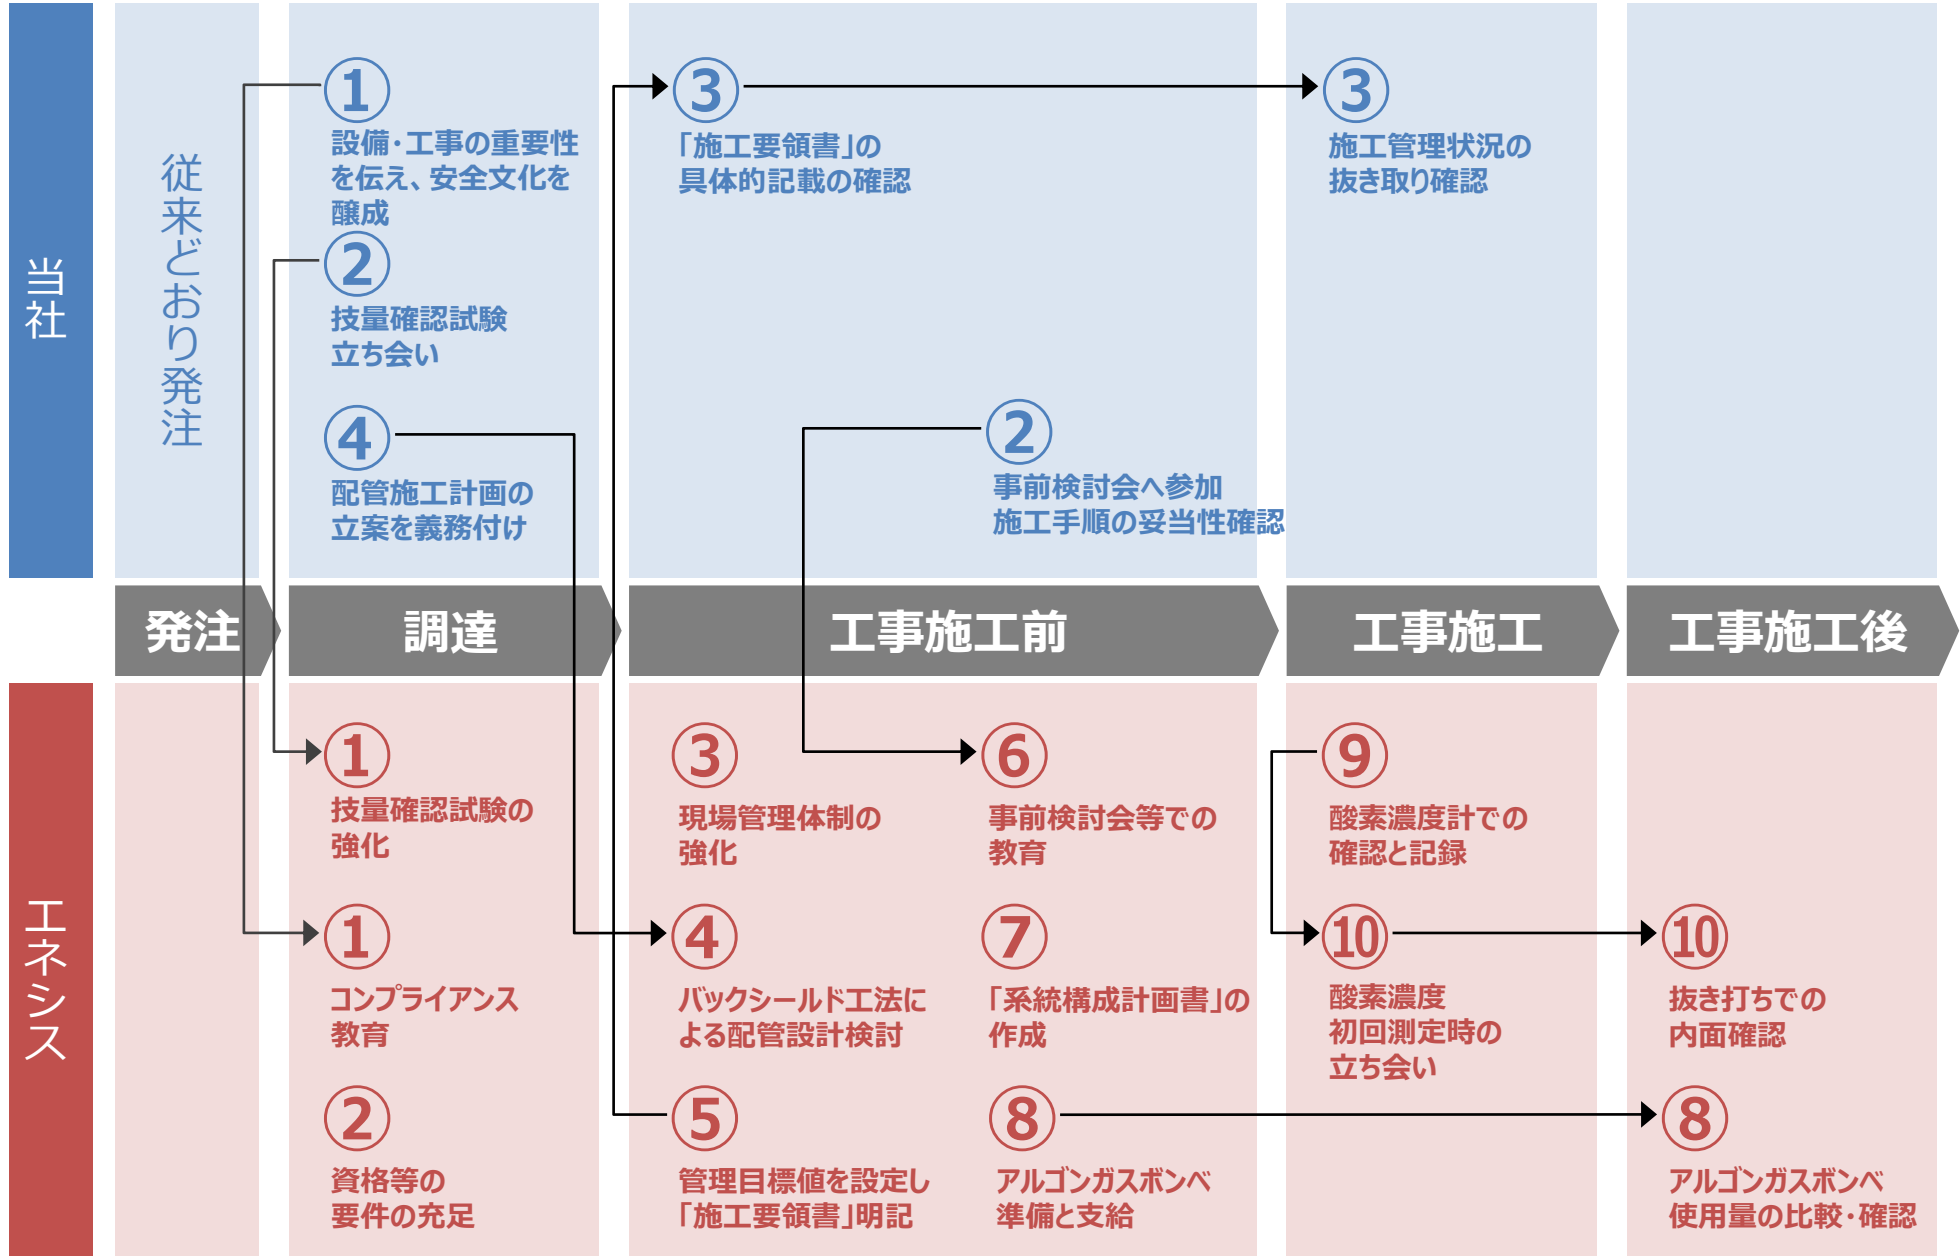 当社
従来どおり発注
①
設備・工事の重要性
を伝え、安全文化を
醸成
②
技量確認試験
立ち会い
④
配管施工計画の
立案を義務付け
③
「施工要領書」の
具体的記載の確認
②
事前検討会へ参加
施工手順の妥当性確認
③
施工管理状況の
抜き取り確認
発注
調達
工事施工前
工事施工
工事施工後
エネシス
①
技量確認試験の
強化
①
コンプライアンス
教育
②
資格等の
要件の充足
③
現場管理体制の
強化
④
バックシールド工法に
よる配管設計検討
⑤
管理目標値を設定し
「施工要領書」明記
⑥
事前検討会等での
教育
⑦
「系統構成計画書」の
作成
⑧
アルゴンガスボンベ
準備と支給
⑨
酸素濃度計での
確認と記録
⑩
酸素濃度
初回測定時の
立ち会い
⑩
抜き打ちでの
内面確認
⑧
アルゴンガスボンベ
使用量の比較・確認